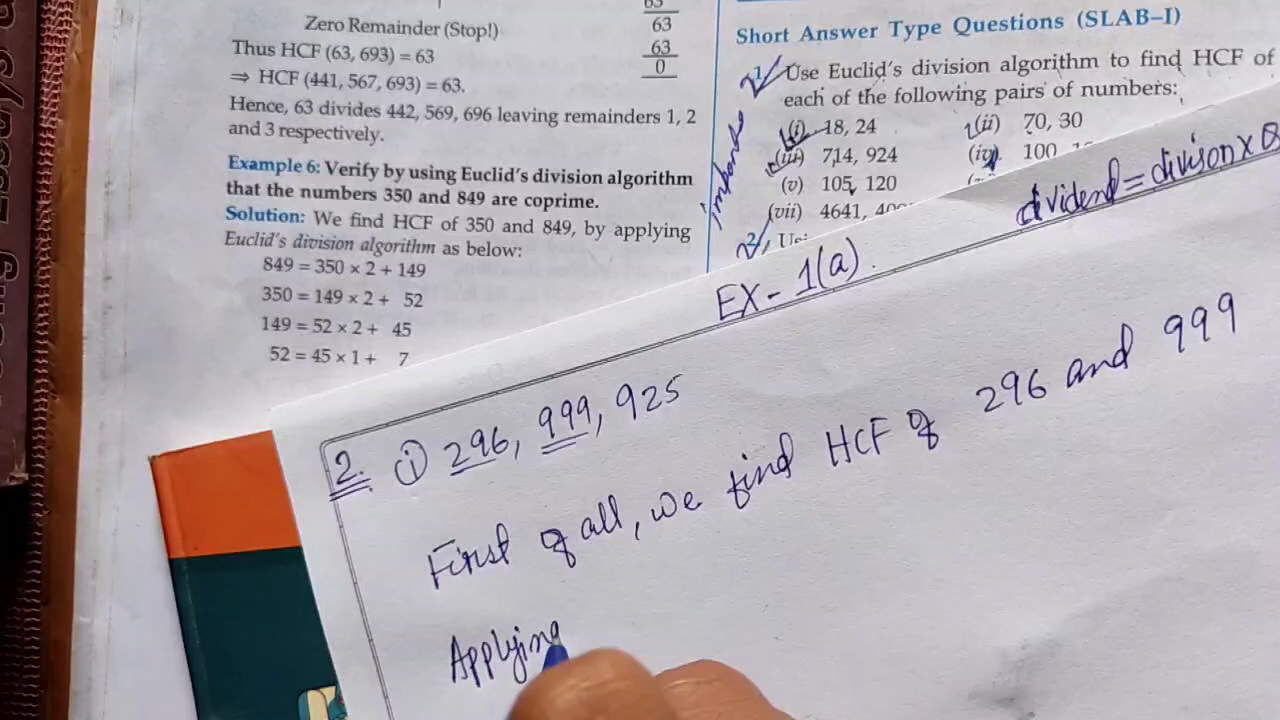 Zero Remainder (Stop!)
Thus HCF (63, 693) = 63
⇒ HCF (441, 567, 693) = 63.
Hence, 63 divides 442, 569, 696 leaving remainders 1, 2
and 3 respectively.
Example 6: Verify by using Euclid's division algorithm
that the numbers 350 and 849 are coprime.
Solution: We find HCF of 350 and 849, by applying
Euclid's division algorithm as below:
849 = 350 × 2 + 149
350 = 149 × 2 + 52
149 = 52 × 2 + 45
52 = 45 × 1 + 7
63
63
63
0
Short Answer Type Questions (SLAB–I)
1. Use Euclid's division algorithm to find HCF of
each of the following pairs of numbers:
(i) 18, 24 (ii) 70, 30
(iii) 714, 924 (iv) 100
(v) 105, 120
(vii) 4641,
2.
dividend = divison ×
EX - 1(a).
2. (i) 296, 999, 925
First of all, we find HCF of 296 and 999
Applying